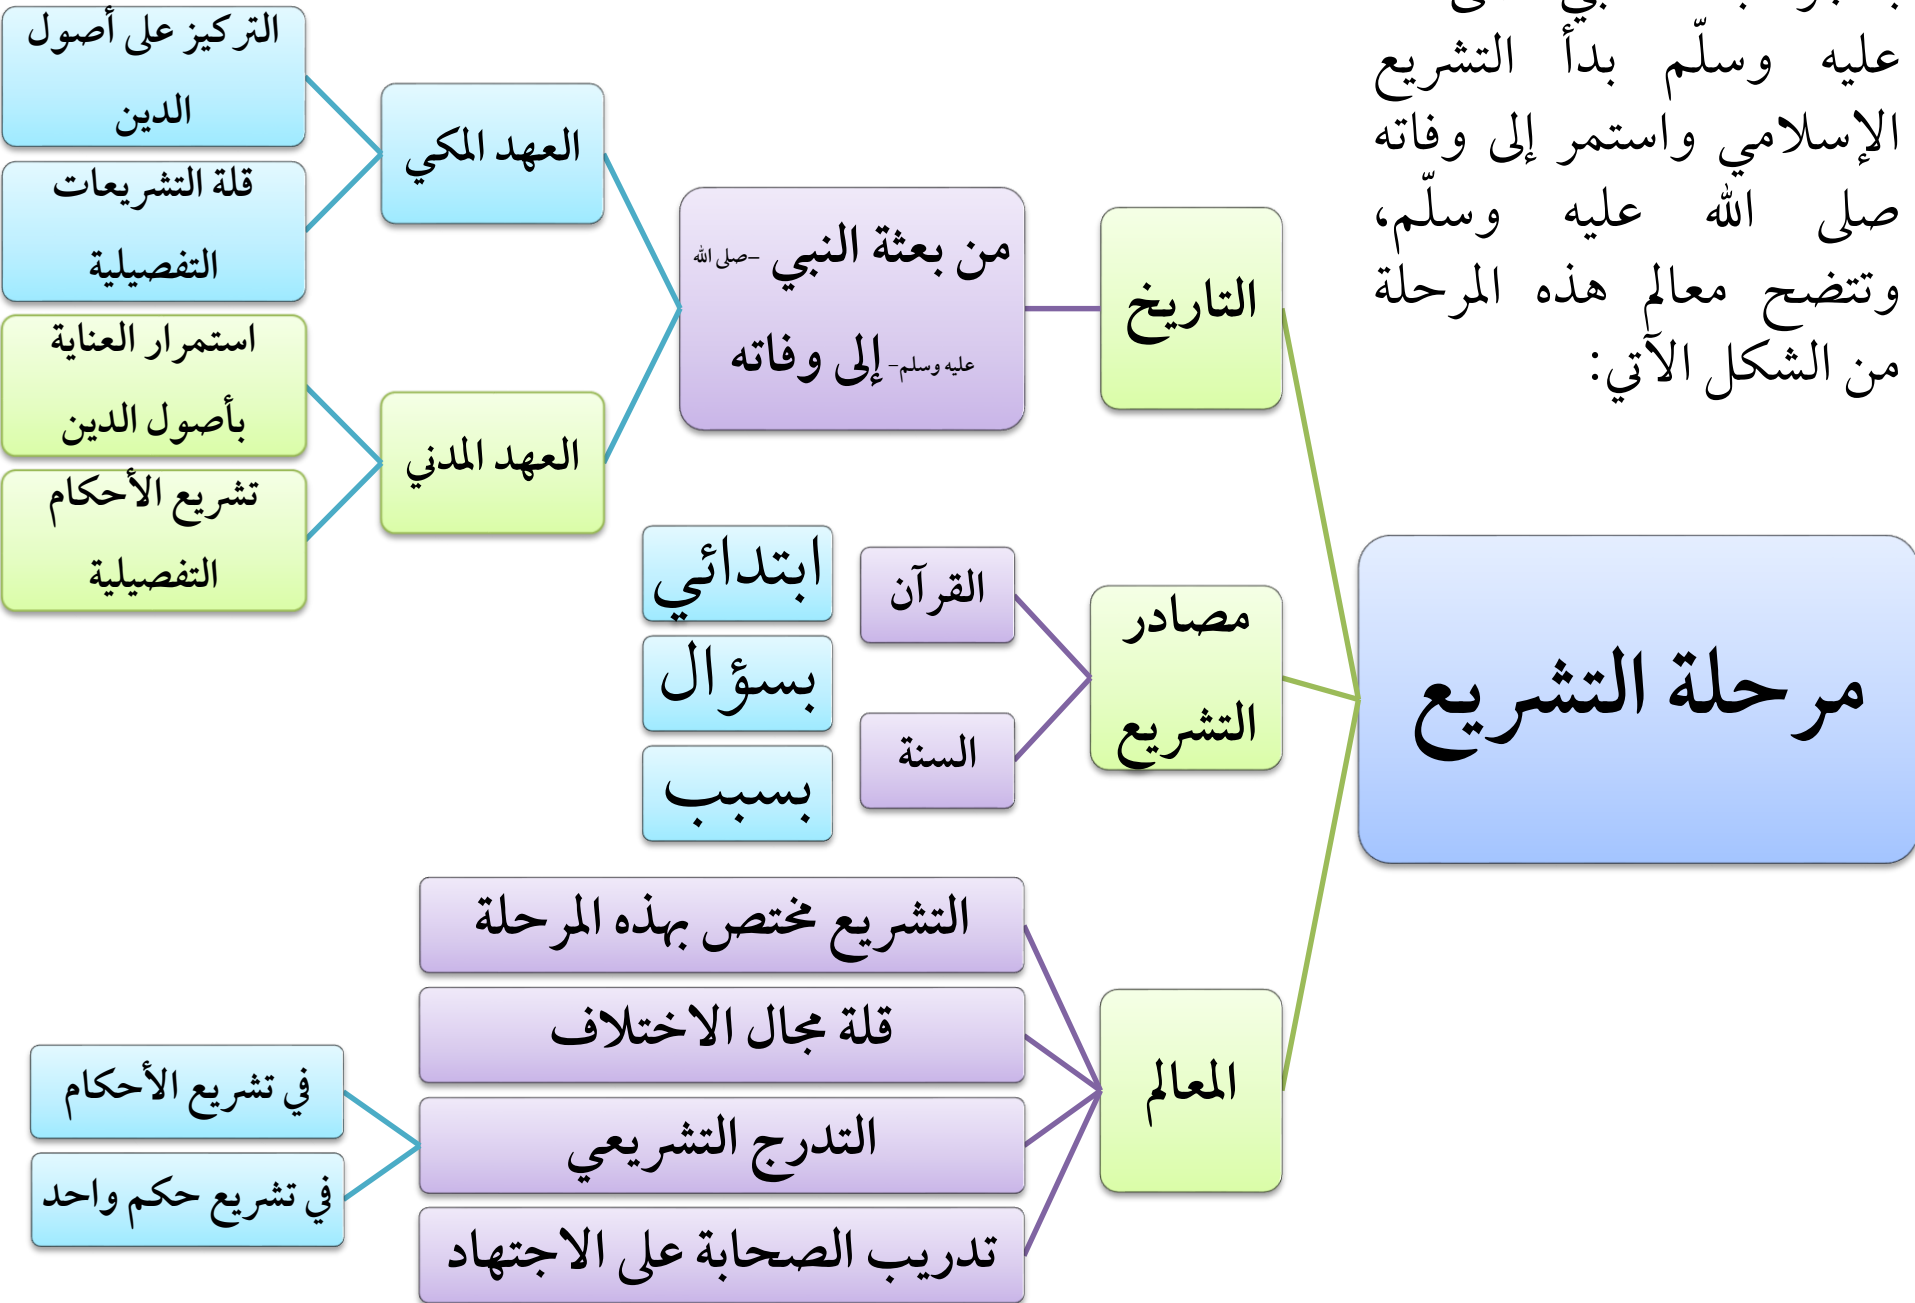 عليه وسلّم بدأ التشريع
الإسلامي واستمر إلى وفاته
صلى الله عليه وسلّم،
وتتضح معالم هذه المرحلة
من الشكل الآتي:
مرحلة التشريع
التاريخ
من بعثة النبي –صلى الله
عليه وسلم- إلى وفاته
العهد المكي
التركيز على أصول
الدين
قلة التشريعات
التفصيلية
العهد المدني
استمرار العناية
بأصول الدين
تشريع الأحكام
التفصيلية
مصادر
التشريع
القرآن
السنة
ابتدائي
بسؤال
بسبب
المعالم
التشريع مختص بهذه المرحلة
قلة مجال الاختلاف
التدرج التشريعي
في تشريع الأحكام
في تشريع حكم واحد
تدريب الصحابة على الاجتهاد